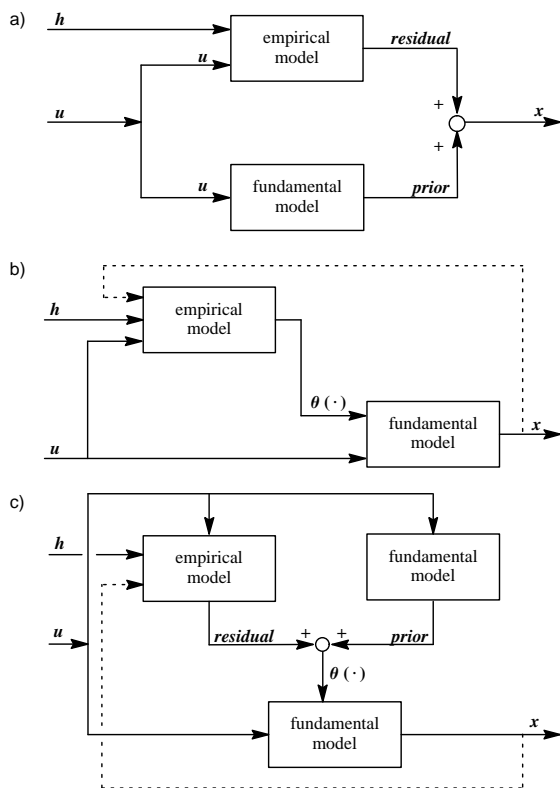 a)
h
empirical
model
residual
u
+
u
x
+
u
fundamental
model
prior
b)
h
empirical
model
θ ( · )
fundamental
model
u
x
c)
h
empirical
model
fundamental
model
u
residual
+
+
prior
θ ( · )
fundamental
model
x